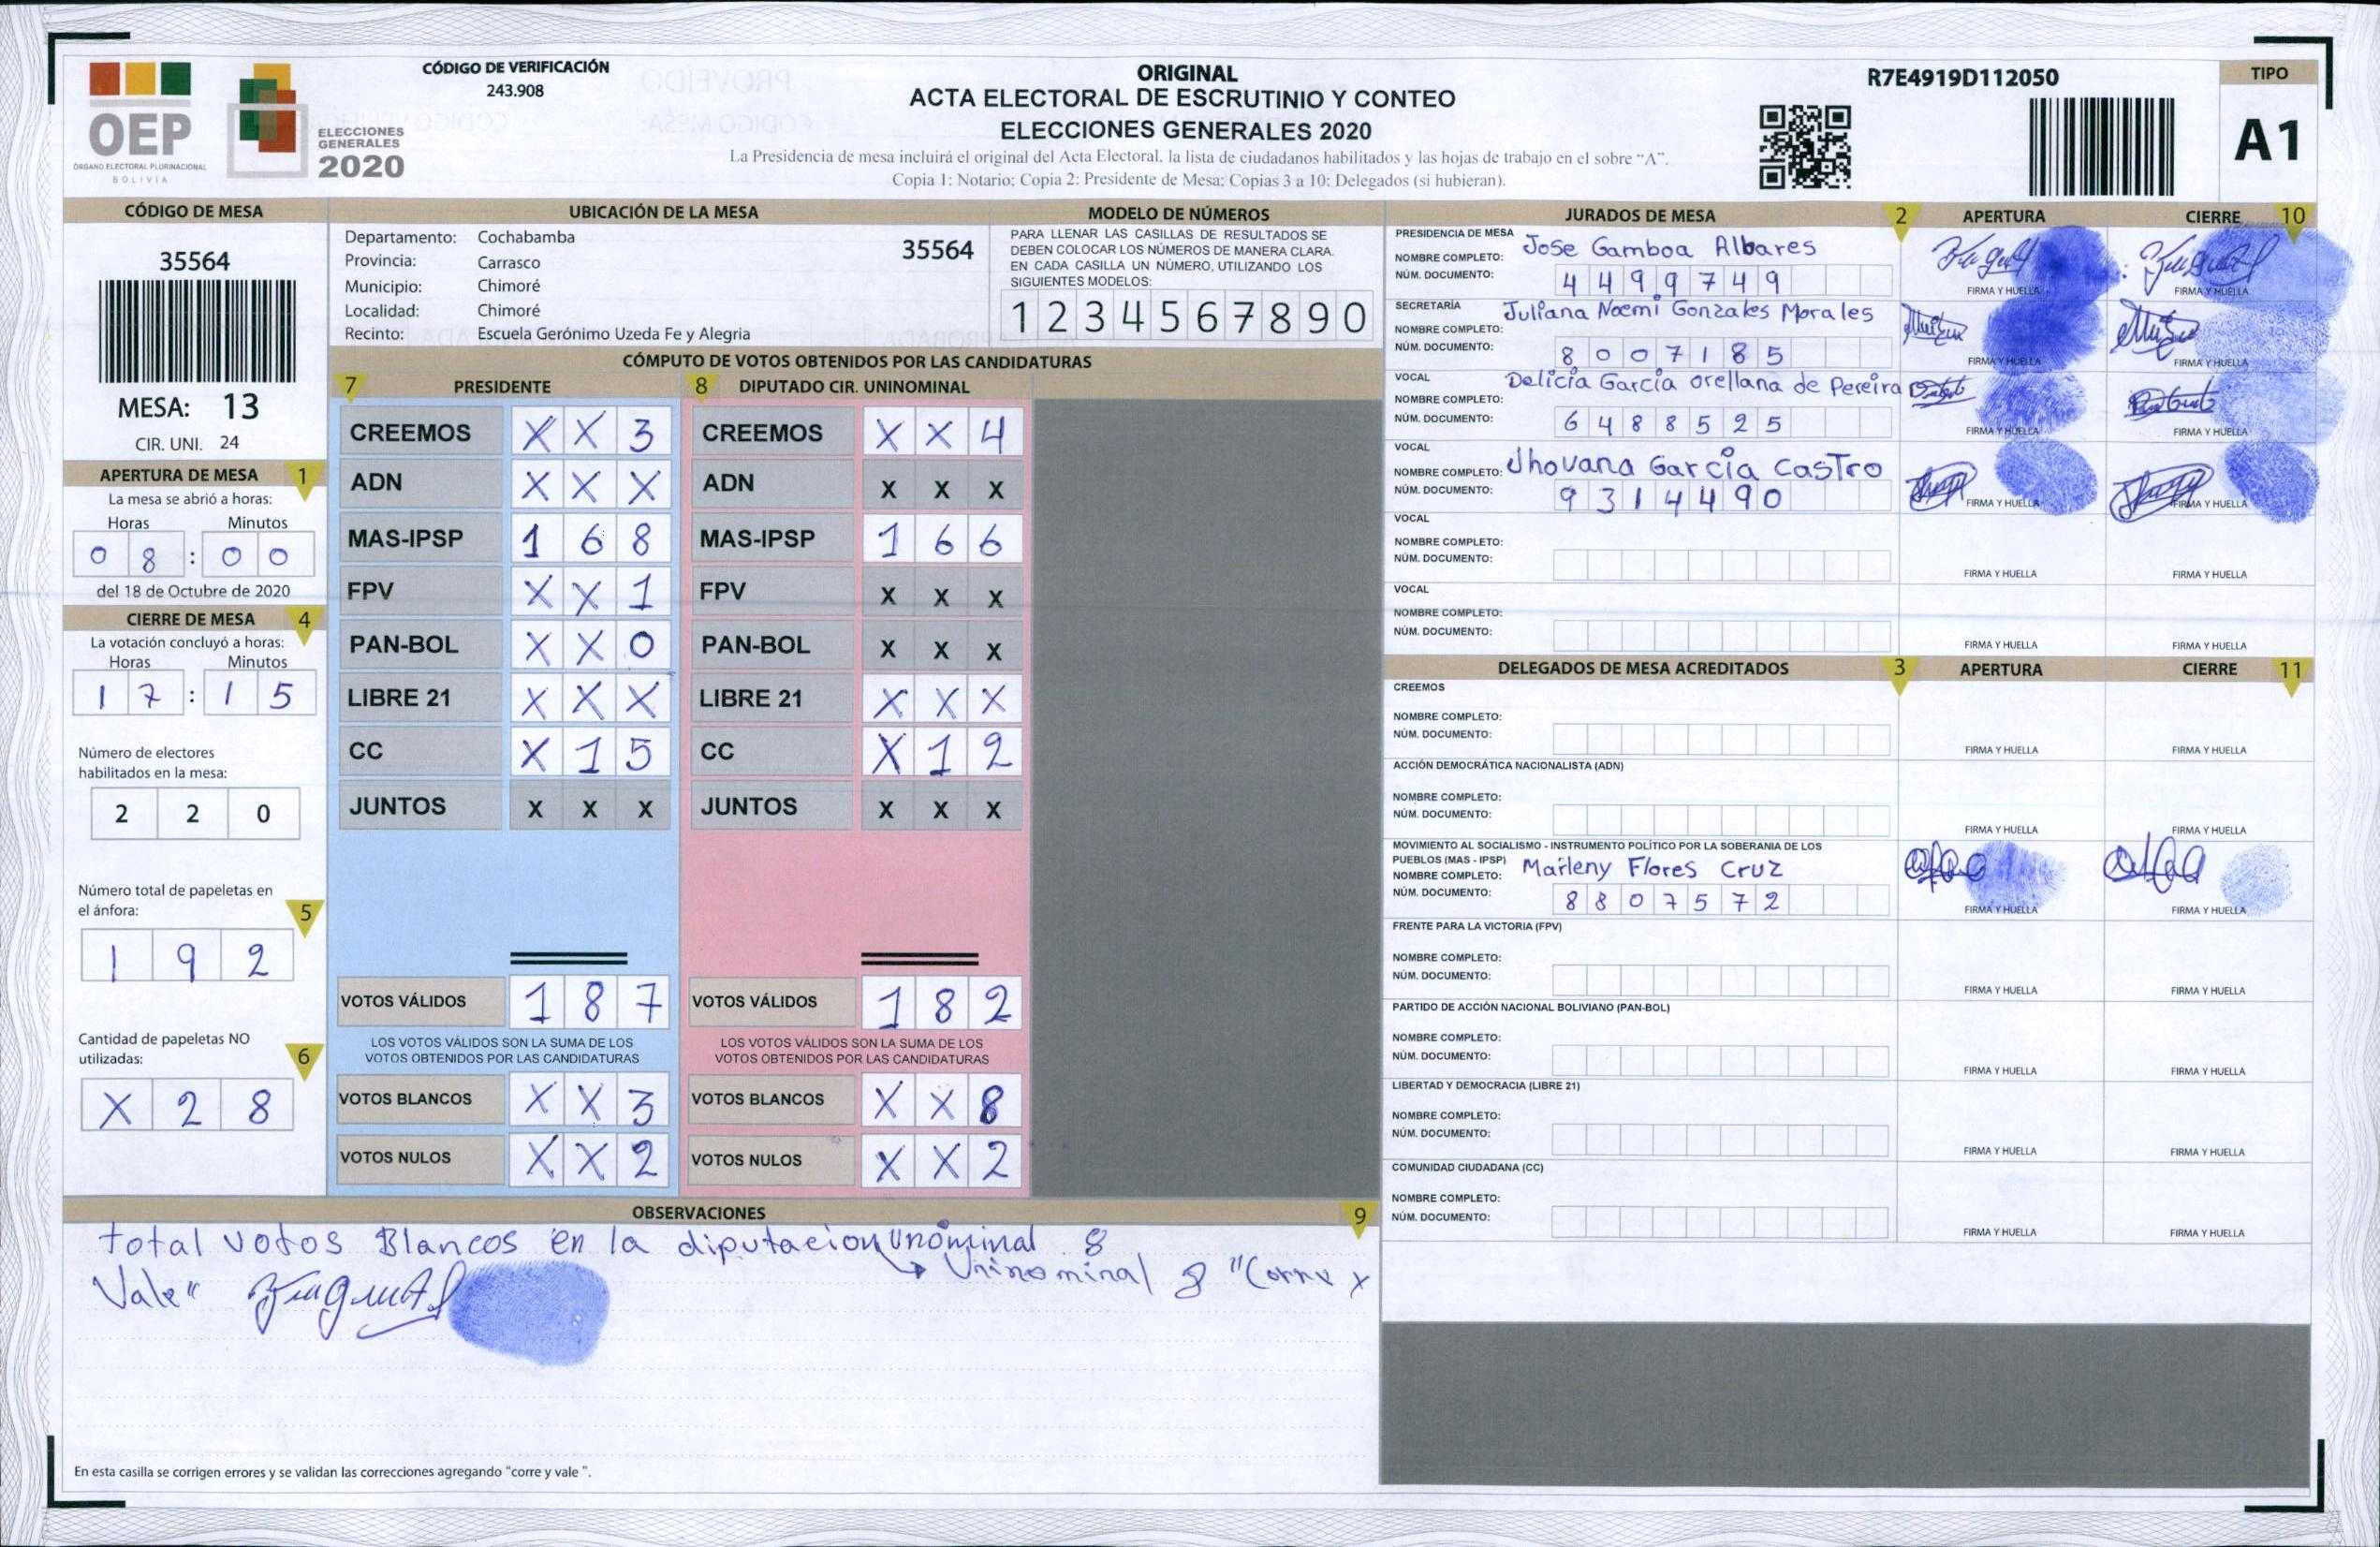 OEP
ÓRGANO ELECTORAL PLURINACIONAL
BOLIVIA
ELECCIONES
GENERALES
2020
CÓDIGO DE VERIFICACIÓN
243.908
ORIGINAL
ACTA ELECTORAL DE ESCRUTINIO Y CONTEO
ELECCIONES GENERALES 2020
La Presidencia de mesa incluirá el original del Acta Electoral, la lista de ciudadanos habilitados y las hojas de trabajo en el sobre "A".
Copia 1: Notario; Copia 2: Presidente de Mesa; Copias 3 a 10: Delegados (si hubieran).
R7E4919D112050
TIPO
A1
CÓDIGO DE MESA
35564
MESA: 13
CIR. UNI. 24
APERTURA DE MESA 1
La mesa se abrió a horas:
Horas Minutos
0 8 : 0 0
del 18 de Octubre de 2020
CIERRE DE MESA 4
La votación concluyó a horas:
Horas Minutos
1 7 : 1 5
Número de electores
habilitados en la mesa:
2 2 0
Número total de papeletas en
el ánfora: 5
1 9 2
Cantidad de papeletas NO
utilizadas: 6
X 2 8
UBICACIÓN DE LA MESA
Departamento: Cochabamba 35564
Provincia: Carrasco
Municipio: Chimoré
Localidad: Chimoré
Recinto: Escuela Gerónimo Uzeda Fe y Alegria
MODELO DE NÚMEROS
PARA LLENAR LAS CASILLAS DE RESULTADOS SE
DEBEN COLOCAR LOS NÚMEROS DE MANERA CLARA.
EN CADA CASILLA UN NÚMERO, UTILIZANDO LOS
SIGUIENTES MODELOS:
1 2 3 4 5 6 7 8 9 0
CÓMPUTO DE VOTOS OBTENIDOS POR LAS CANDIDATURAS
7 PRESIDENTE 8 DIPUTADO CIR. UNINOMINAL
CREEMOS X X 3 CREEMOS X X 4
ADN X X X ADN X X X
MAS-IPSP 1 6 8 MAS-IPSP 1 6 6
FPV X X 1 FPV X X X
PAN-BOL X X 0 PAN-BOL X X X
LIBRE 21 X X X LIBRE 21 X X X
CC X 1 5 CC X 1 2
JUNTOS X X X JUNTOS X X X
VOTOS VÁLIDOS 1 8 7 VOTOS VÁLIDOS 1 8 2
LOS VOTOS VÁLIDOS SON LA SUMA DE LOS LOS VOTOS VÁLIDOS SON LA SUMA DE LOS
VOTOS OBTENIDOS POR LAS CANDIDATURAS VOTOS OBTENIDOS POR LAS CANDIDATURAS
VOTOS BLANCOS X X 3 VOTOS BLANCOS X X 8
VOTOS NULOS X X 2 VOTOS NULOS X X 2
OBSERVACIONES 9
total votos Blancos en la diputacion Unominal 8
Uninominal 8 "Corre x
Vale"
En esta casilla se corrigen errores y se validan las correcciones agregando "corre y vale ".
JURADOS DE MESA 2 APERTURA CIERRE 10
PRESIDENCIA DE MESA
NOMBRE COMPLETO: Jose Gamboa Albares
NÚM. DOCUMENTO: 4 4 9 9 7 4 9
FIRMA Y HUELLA FIRMA Y HUELLA
SECRETARÍA
NOMBRE COMPLETO: Juliana Noemi Gonzales Morales
NÚM. DOCUMENTO: 8 0 0 7 1 8 5
FIRMA Y HUELLA FIRMA Y HUELLA
VOCAL
NOMBRE COMPLETO: Delicia Garcia Orellana de Pereira
NÚM. DOCUMENTO: 6 4 8 8 5 2 5
FIRMA Y HUELLA FIRMA Y HUELLA
VOCAL
NOMBRE COMPLETO: Jhovana Garcia Castro
NÚM. DOCUMENTO: 9 3 1 4 4 9 0
FIRMA Y HUELLA FIRMA Y HUELLA
VOCAL
NOMBRE COMPLETO:
NÚM. DOCUMENTO:
FIRMA Y HUELLA FIRMA Y HUELLA
VOCAL
NOMBRE COMPLETO:
NÚM. DOCUMENTO:
FIRMA Y HUELLA FIRMA Y HUELLA
DELEGADOS DE MESA ACREDITADOS 3 APERTURA CIERRE 11
CREEMOS
NOMBRE COMPLETO:
NÚM. DOCUMENTO:
FIRMA Y HUELLA FIRMA Y HUELLA
ACCIÓN DEMOCRÁTICA NACIONALISTA (ADN)
NOMBRE COMPLETO:
NÚM. DOCUMENTO:
FIRMA Y HUELLA FIRMA Y HUELLA
MOVIMIENTO AL SOCIALISMO - INSTRUMENTO POLÍTICO POR LA SOBERANIA DE LOS
PUEBLOS (MAS - IPSP)
NOMBRE COMPLETO: Marleny Flores Cruz
NÚM. DOCUMENTO: 8 8 0 7 5 7 2
FIRMA Y HUELLA FIRMA Y HUELLA
FRENTE PARA LA VICTORIA (FPV)
NOMBRE COMPLETO:
NÚM. DOCUMENTO:
FIRMA Y HUELLA FIRMA Y HUELLA
PARTIDO DE ACCIÓN NACIONAL BOLIVIANO (PAN-BOL)
NOMBRE COMPLETO:
NÚM. DOCUMENTO:
FIRMA Y HUELLA FIRMA Y HUELLA
LIBERTAD Y DEMOCRACIA (LIBRE 21)
NOMBRE COMPLETO:
NÚM. DOCUMENTO:
FIRMA Y HUELLA FIRMA Y HUELLA
COMUNIDAD CIUDADANA (CC)
NOMBRE COMPLETO:
NÚM. DOCUMENTO:
FIRMA Y HUELLA FIRMA Y HUELLA